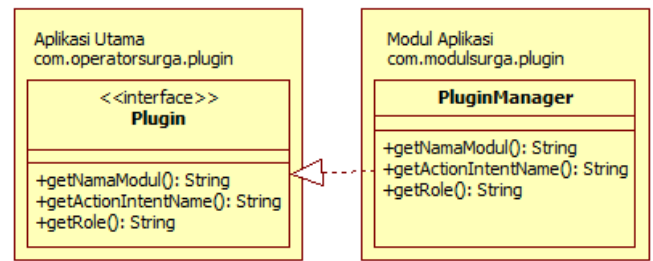 Aplikasi Utama
com.operatorsurga.plugin
<<interface>>
Plugin
+getNamaModul(): String
+getActionIntentName(): String
+getRole(): String
Modul Aplikasi
com.modulsurga.plugin
PluginManager
+getNamaModul(): String
+getActionIntentName(): String
+getRole(): String